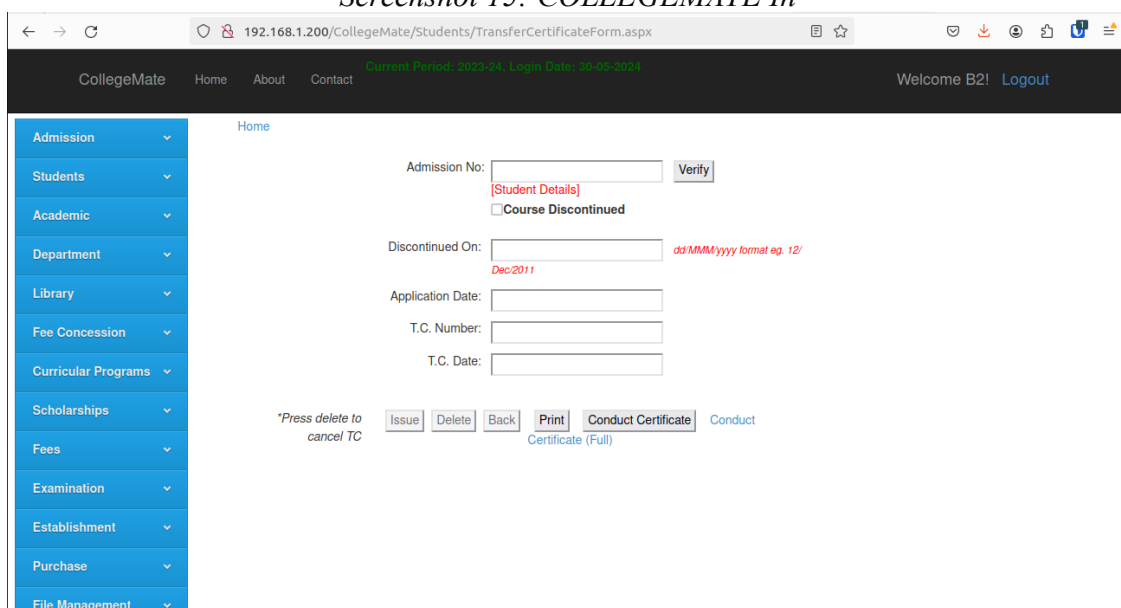 Screenshot 15: COLLEGEMATE In
192.168.1.200/CollegeMate/Students/TransferCertificateForm.aspx
CollegeMate Home About Contact Current Period: 2023-24, Login Date: 30-05-2024 Welcome B2! Logout
Home
Admission
Students
Academic
Department
Library
Fee Concession
Curricular Programs
Scholarships
Fees
Examination
Establishment
Purchase
File Management
Admission No: Verify
[Student Details]
Course Discontinued
Discontinued On: dd/MMM/yyyy format eg. 12/
Dec/2011
Application Date:
T.C. Number:
T.C. Date:
*Press delete to Issue Delete Back Print Conduct Certificate Conduct
cancel TC Certificate (Full)